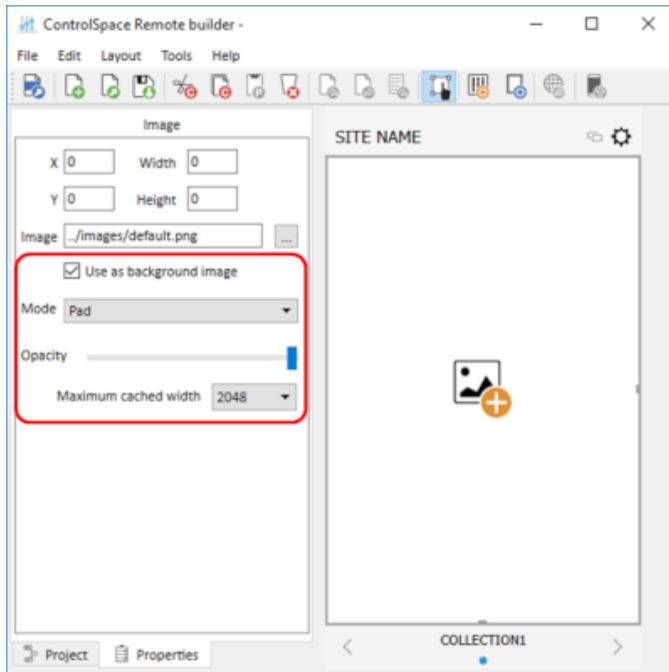 ControlSpace Remote builder -
File Edit Layout Tools Help
Image
X 0 Width 0
Y 0 Height 0
Image ../images/default.png ...
Use as background image
Mode Pad
Opacity
Maximum cached width 2048
Project Properties
SITE NAME
COLLECTION1